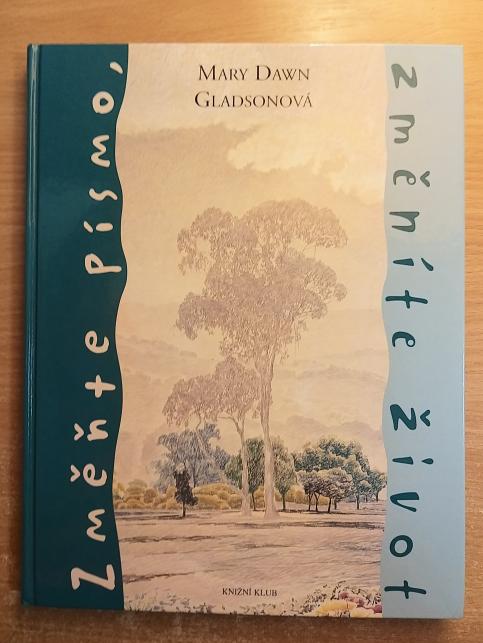 MARY DAWN
GLADSONOVÁ
Změňte písmo,
změníte život
KNIŽNÍ KLUB